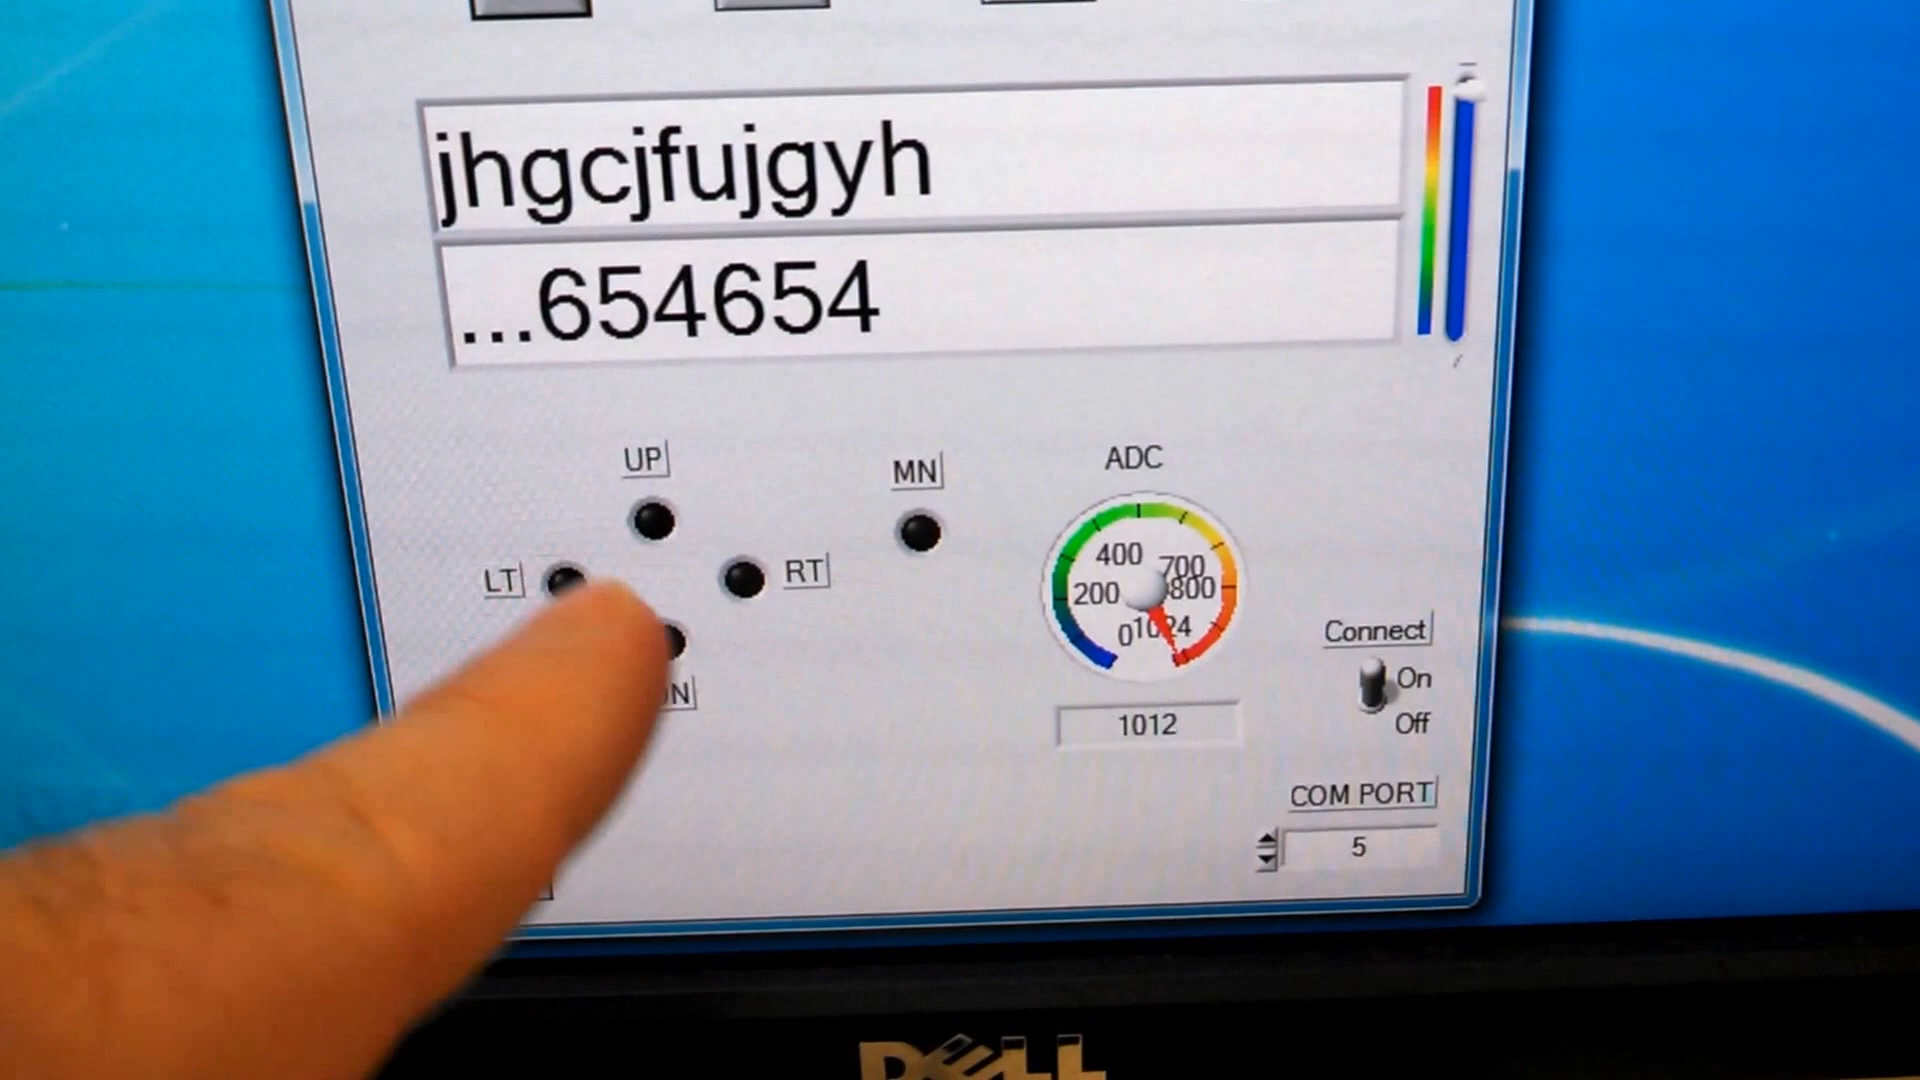 jhgcjfujgyh
...654654
UP
MN
ADC
LT
RT
400
700
200
800
0
1024
Connect
On
Off
1012
COM PORT
5
DELL